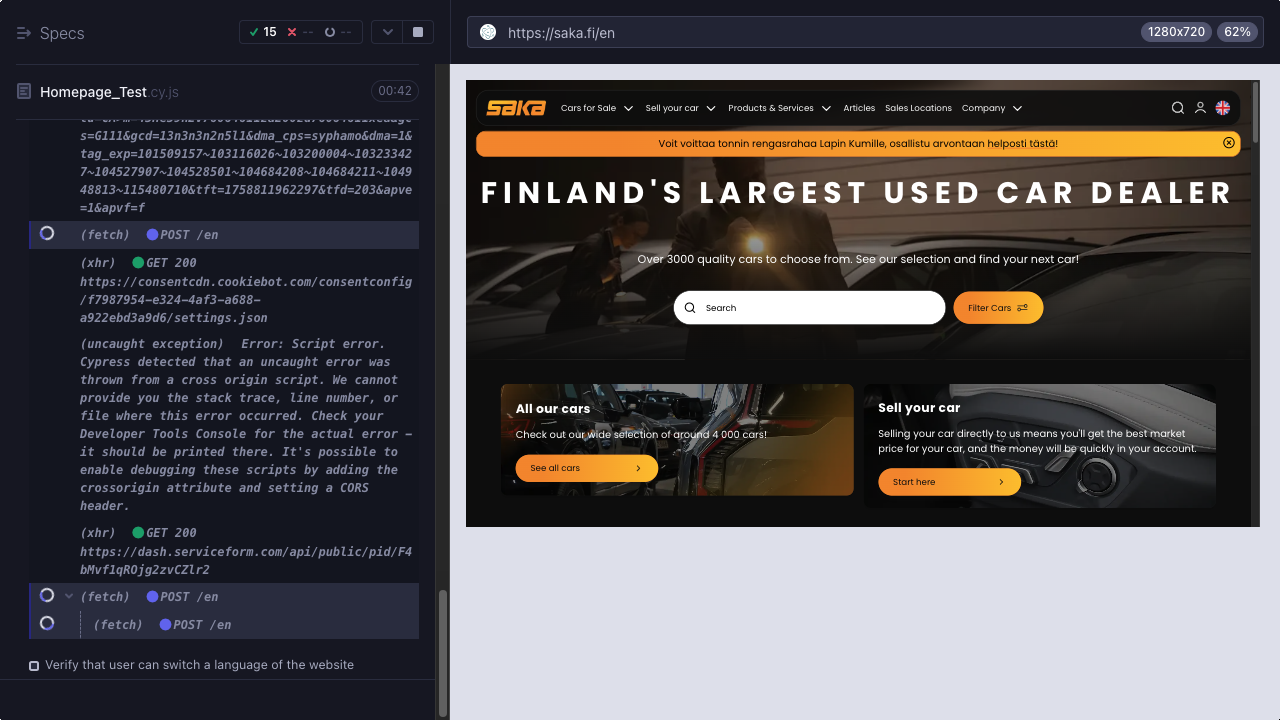 Specs
15
--
--
https://saka.fi/en
1280x720
62%
Homepage_Test.cy.js
00:42
s=G111&gcd=13n3n3n2n5l1&dma_cps=syphamo&dma=1&
tag_exp=101509157~103116026~103200004~10323342
7~104527907~104528501~104684208~104684211~1049
48813~115480710&tft=1758811962297&tfd=203&apve
=1&apvf=f
(fetch) POST /en
(xhr) GET 200
https://consentcdn.cookiebot.com/consentconfig
/f7987954-e324-4af3-a688-
a922ebd3a9d6/settings.json
(uncaught exception) Error: Script error.
Cypress detected that an uncaught error was
thrown from a cross origin script. We cannot
provide you the stack trace, line number, or
file where this error occurred. Check your
Developer Tools Console for the actual error -
it should be printed there. It's possible to
enable debugging these scripts by adding the
crossorigin attribute and setting a CORS
header.
(xhr) GET 200
https://dash.serviceform.com/api/public/pid/F4
bMvf1qROjg2zvCZlr2
(fetch) POST /en
(fetch) POST /en
Verify that user can switch a language of the website
saka
Cars for Sale
Sell your car
Products & Services
Articles
Sales Locations
Company
Voit voittaa tonnin rengasrahaa Lapin Kumille, osallistu arvontaan helposti tästä!
FINLAND'S LARGEST USED CAR DEALER
Over 3000 quality cars to choose from. See our selection and find your next car!
Search
Filter Cars
All our cars
Check out our wide selection of around 4 000 cars!
See all cars
Sell your car
Selling your car directly to us means you'll get the best market
price for your car, and the money will be quickly in your account.
Start here